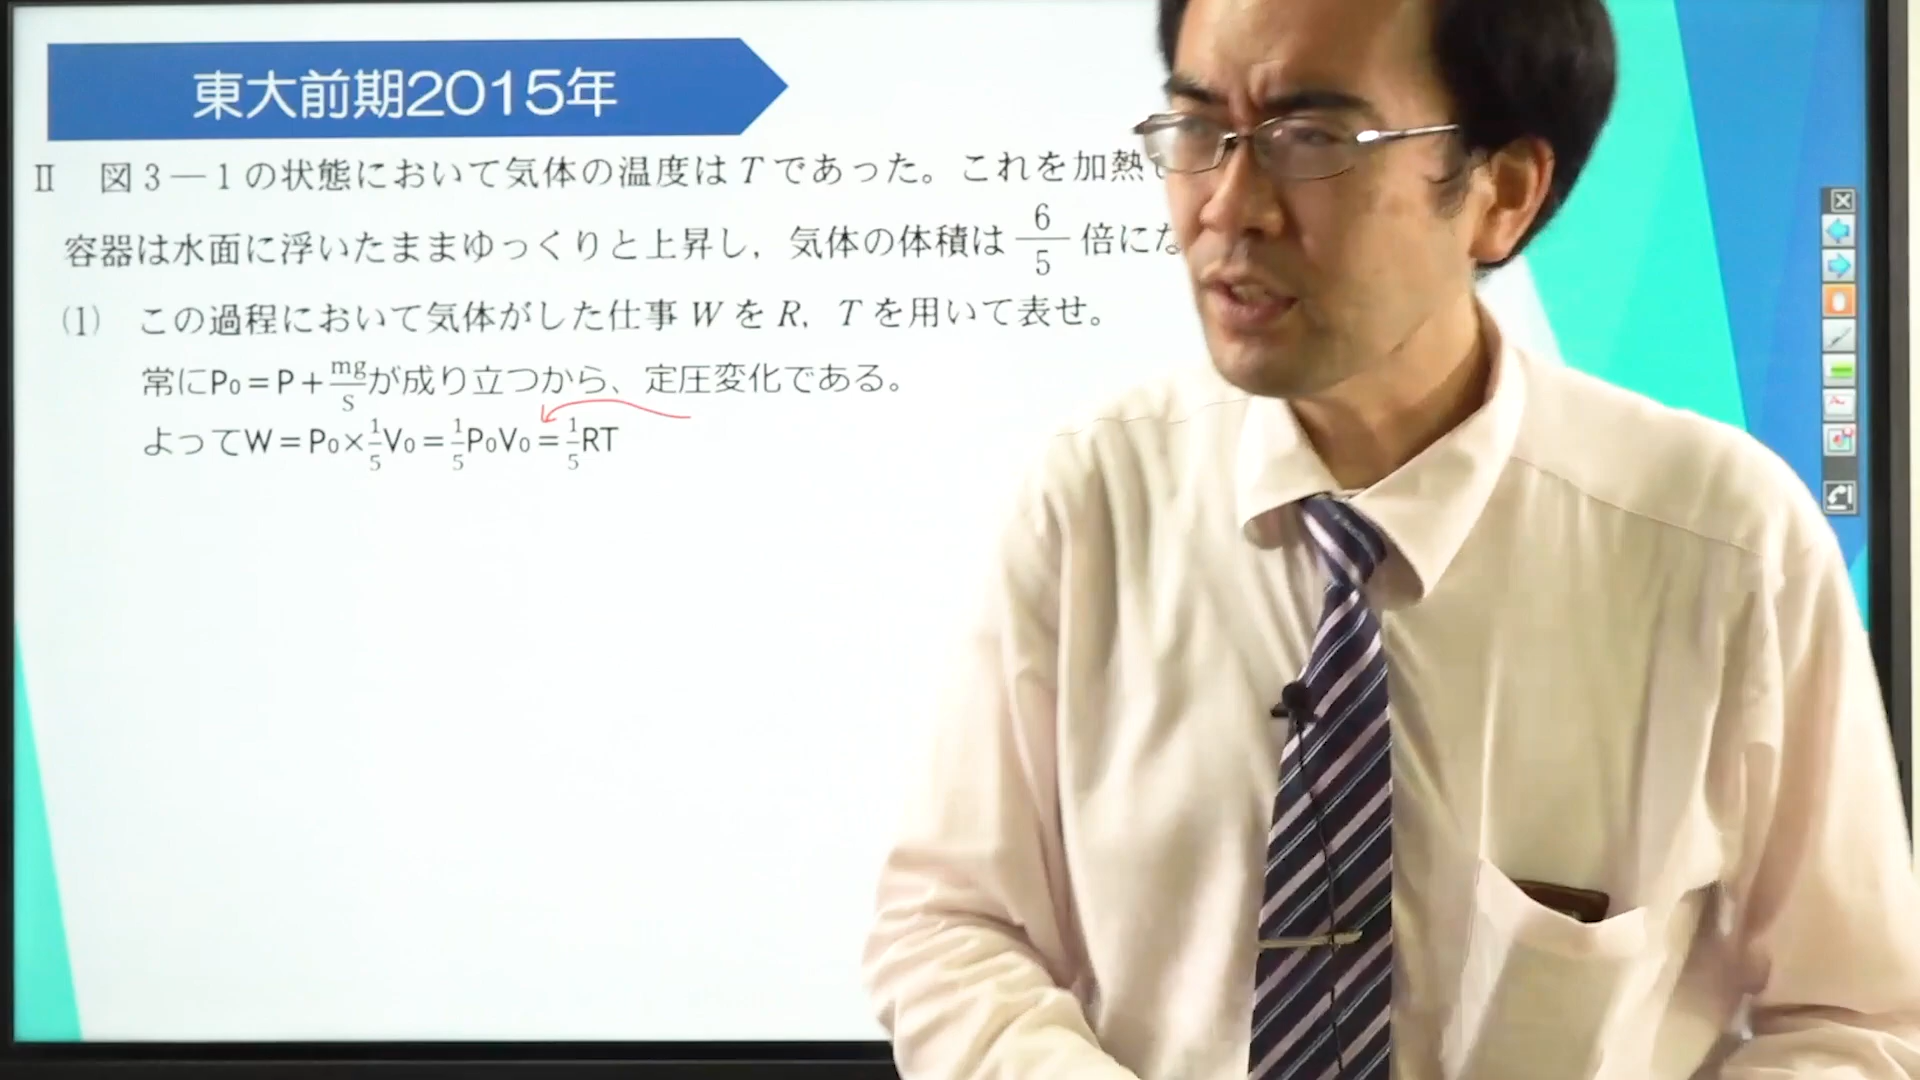 東大前期2015年
Ⅱ 図3―1の状態において気体の温度はTであった。これを加熱
容器は水面に浮いたままゆっくりと上昇し，気体の体積は 6/5 倍にな
(1) この過程において気体がした仕事WをR，Tを用いて表せ。
常にP₀=P+mg/Sが成り立つから、定圧変化である。
よってW=P₀×1/5V₀=1/5P₀V₀=1/5RT